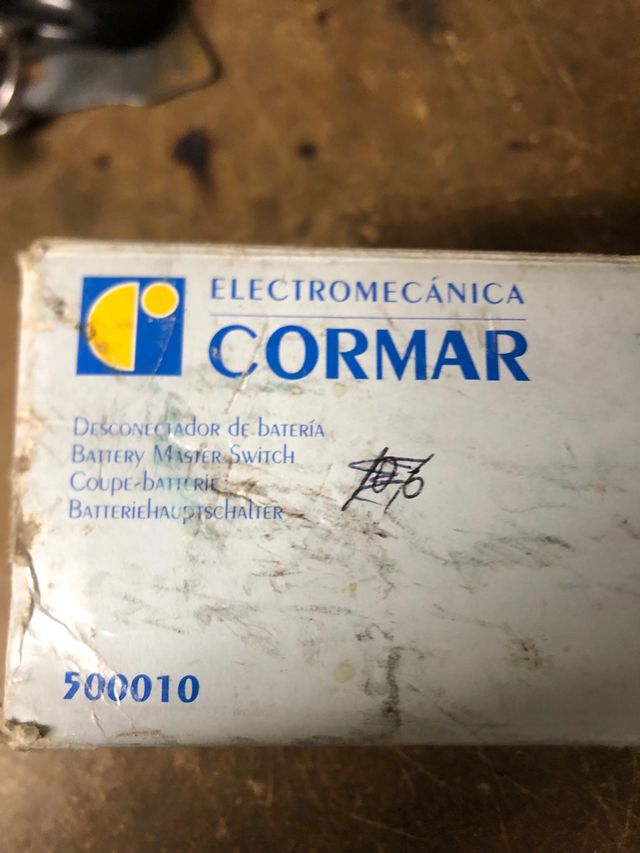 ELECTROMECÁNICA
CORMAR
Desconectador de batería
Battery Master Switch
Coupe-batterie
Batteriehauptschalter
500010